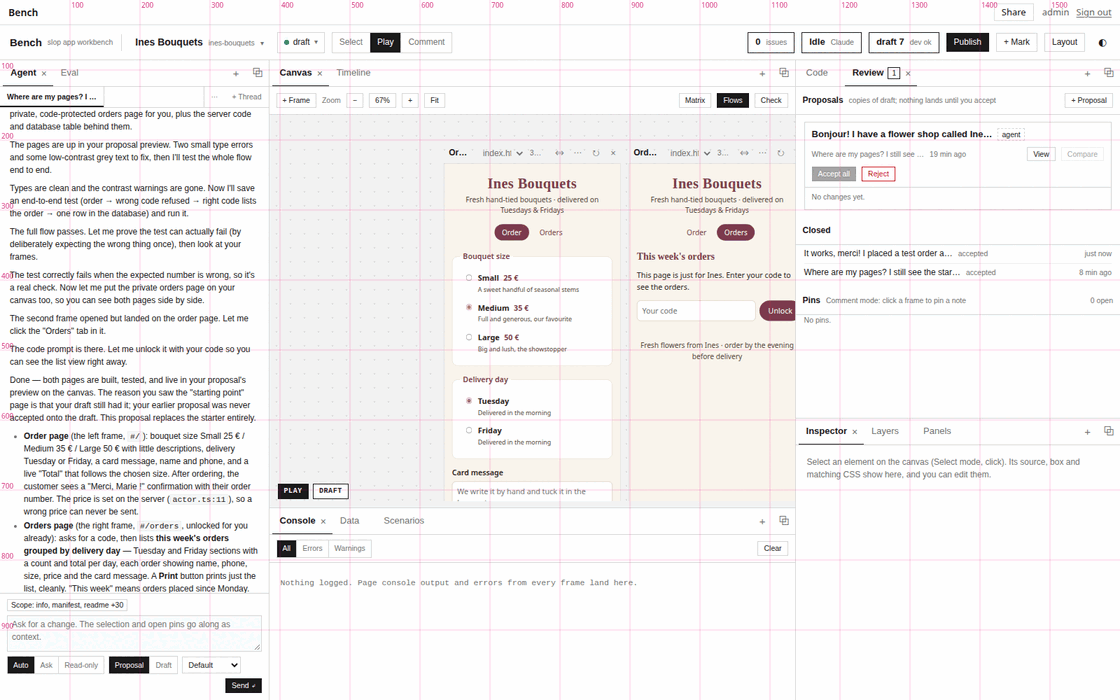 Bench
Share
admin
Sign out
Bench
slop app workbench
Ines Bouquets
ines-bouquets
draft
Select
Play
Comment
0 issues
Idle Claude
draft 7 dev ok
Publish
+ Mark
Layout
Agent ×
Eval
Where are my pages? I …
+ Thread
private, code-protected orders page for you, plus the server code
and database table behind them.
The pages are up in your proposal preview. Two small type errors
and some low-contrast grey text to fix, then I'll test the whole flow
end to end.
Types are clean and the contrast warnings are gone. Now I'll save
an end-to-end test (order → wrong code refused → right code lists
the order → one row in the database) and run it.
The full flow passes. Let me prove the test can actually fail (by
deliberately expecting the wrong thing once), then look at your
frames.
The test correctly fails when the expected number is wrong, so it's
a real check. Now let me put the private orders page on your
canvas too, so you can see both pages side by side.
The second frame opened but landed on the order page. Let me
click the "Orders" tab in it.
The code prompt is there. Let me unlock it with your code so you
can see the list view right away.
Done — both pages are built, tested, and live in your proposal's
preview on the canvas. The reason you saw the "starting point"
page is that your draft still had it; your earlier proposal was never
accepted onto the draft. This proposal replaces the starter entirely.
• Order page (the left frame, #/ ): bouquet size Small 25 € /
Medium 35 € / Large 50 € with little descriptions, delivery
Tuesday or Friday, a card message, name and phone, and a
live "Total" that follows the chosen size. After ordering, the
customer sees a "Merci, Marie !" confirmation with their order
number. The price is set on the server ( actor.ts:11 ), so a
wrong price can never be sent.
• Orders page (the right frame, #/orders , unlocked for you
already): asks for a code, then lists this week's orders
grouped by delivery day — Tuesday and Friday sections with
a count and total per day, each order showing name, phone,
size, price and the card message. A Print button prints just the
list, cleanly. "This week" means orders placed since Monday.
Scope: info, manifest, readme +30
Ask for a change. The selection and open pins go along as
context.
Auto
Ask
Read-only
Proposal
Draft
Default
Send
Canvas ×
Timeline
+ Frame
Zoom
−
67%
+
Fit
Matrix
Flows
Check
Or…
3…
Ines Bouquets
Fresh hand-tied bouquets · delivered on
Tuesdays & Fridays
Order
Orders
Bouquet size
Small 25 €
A sweet handful of seasonal stems
Medium 35 €
Full and generous, our favourite
Large 50 €
Big and lush, the showstopper
Delivery day
Tuesday
Delivered in the morning
Friday
Delivered in the morning
Card message
We write it by hand and tuck it in the
Ord…
3…
Ines Bouquets
Fresh hand-tied bouquets · delivered on
Tuesdays & Fridays
Order
Orders
This week's orders
This page is just for Ines. Enter your code to
see the orders.
Your code
Unlock
Fresh flowers from Ines · order by the evening
before delivery
PLAY
DRAFT
Console ×
Data
Scenarios
All
Errors
Warnings
Clear
Nothing logged. Page console output and errors from every frame land here.
Code
Review 1 ×
Proposals copies of draft; nothing lands until you accept
+ Proposal
Bonjour! I have a flower shop called Ine… agent
Where are my pages? I still see … 19 min ago
View
Compare
Accept all
Reject
No changes yet.
Closed
It works, merci! I placed a test order a… accepted just now
Where are my pages? I still see the star… accepted 8 min ago
Pins Comment mode: click a frame to pin a note 0 open
No pins.
Inspector ×
Layers
Panels
Select an element on the canvas (Select mode, click). Its source, box and
matching CSS show here, and you can edit them.
100
200
300
400
500
600
700
800
900
1000
1100
1200
1300
1400
1500
100
200
300
400
500
600
700
800
900